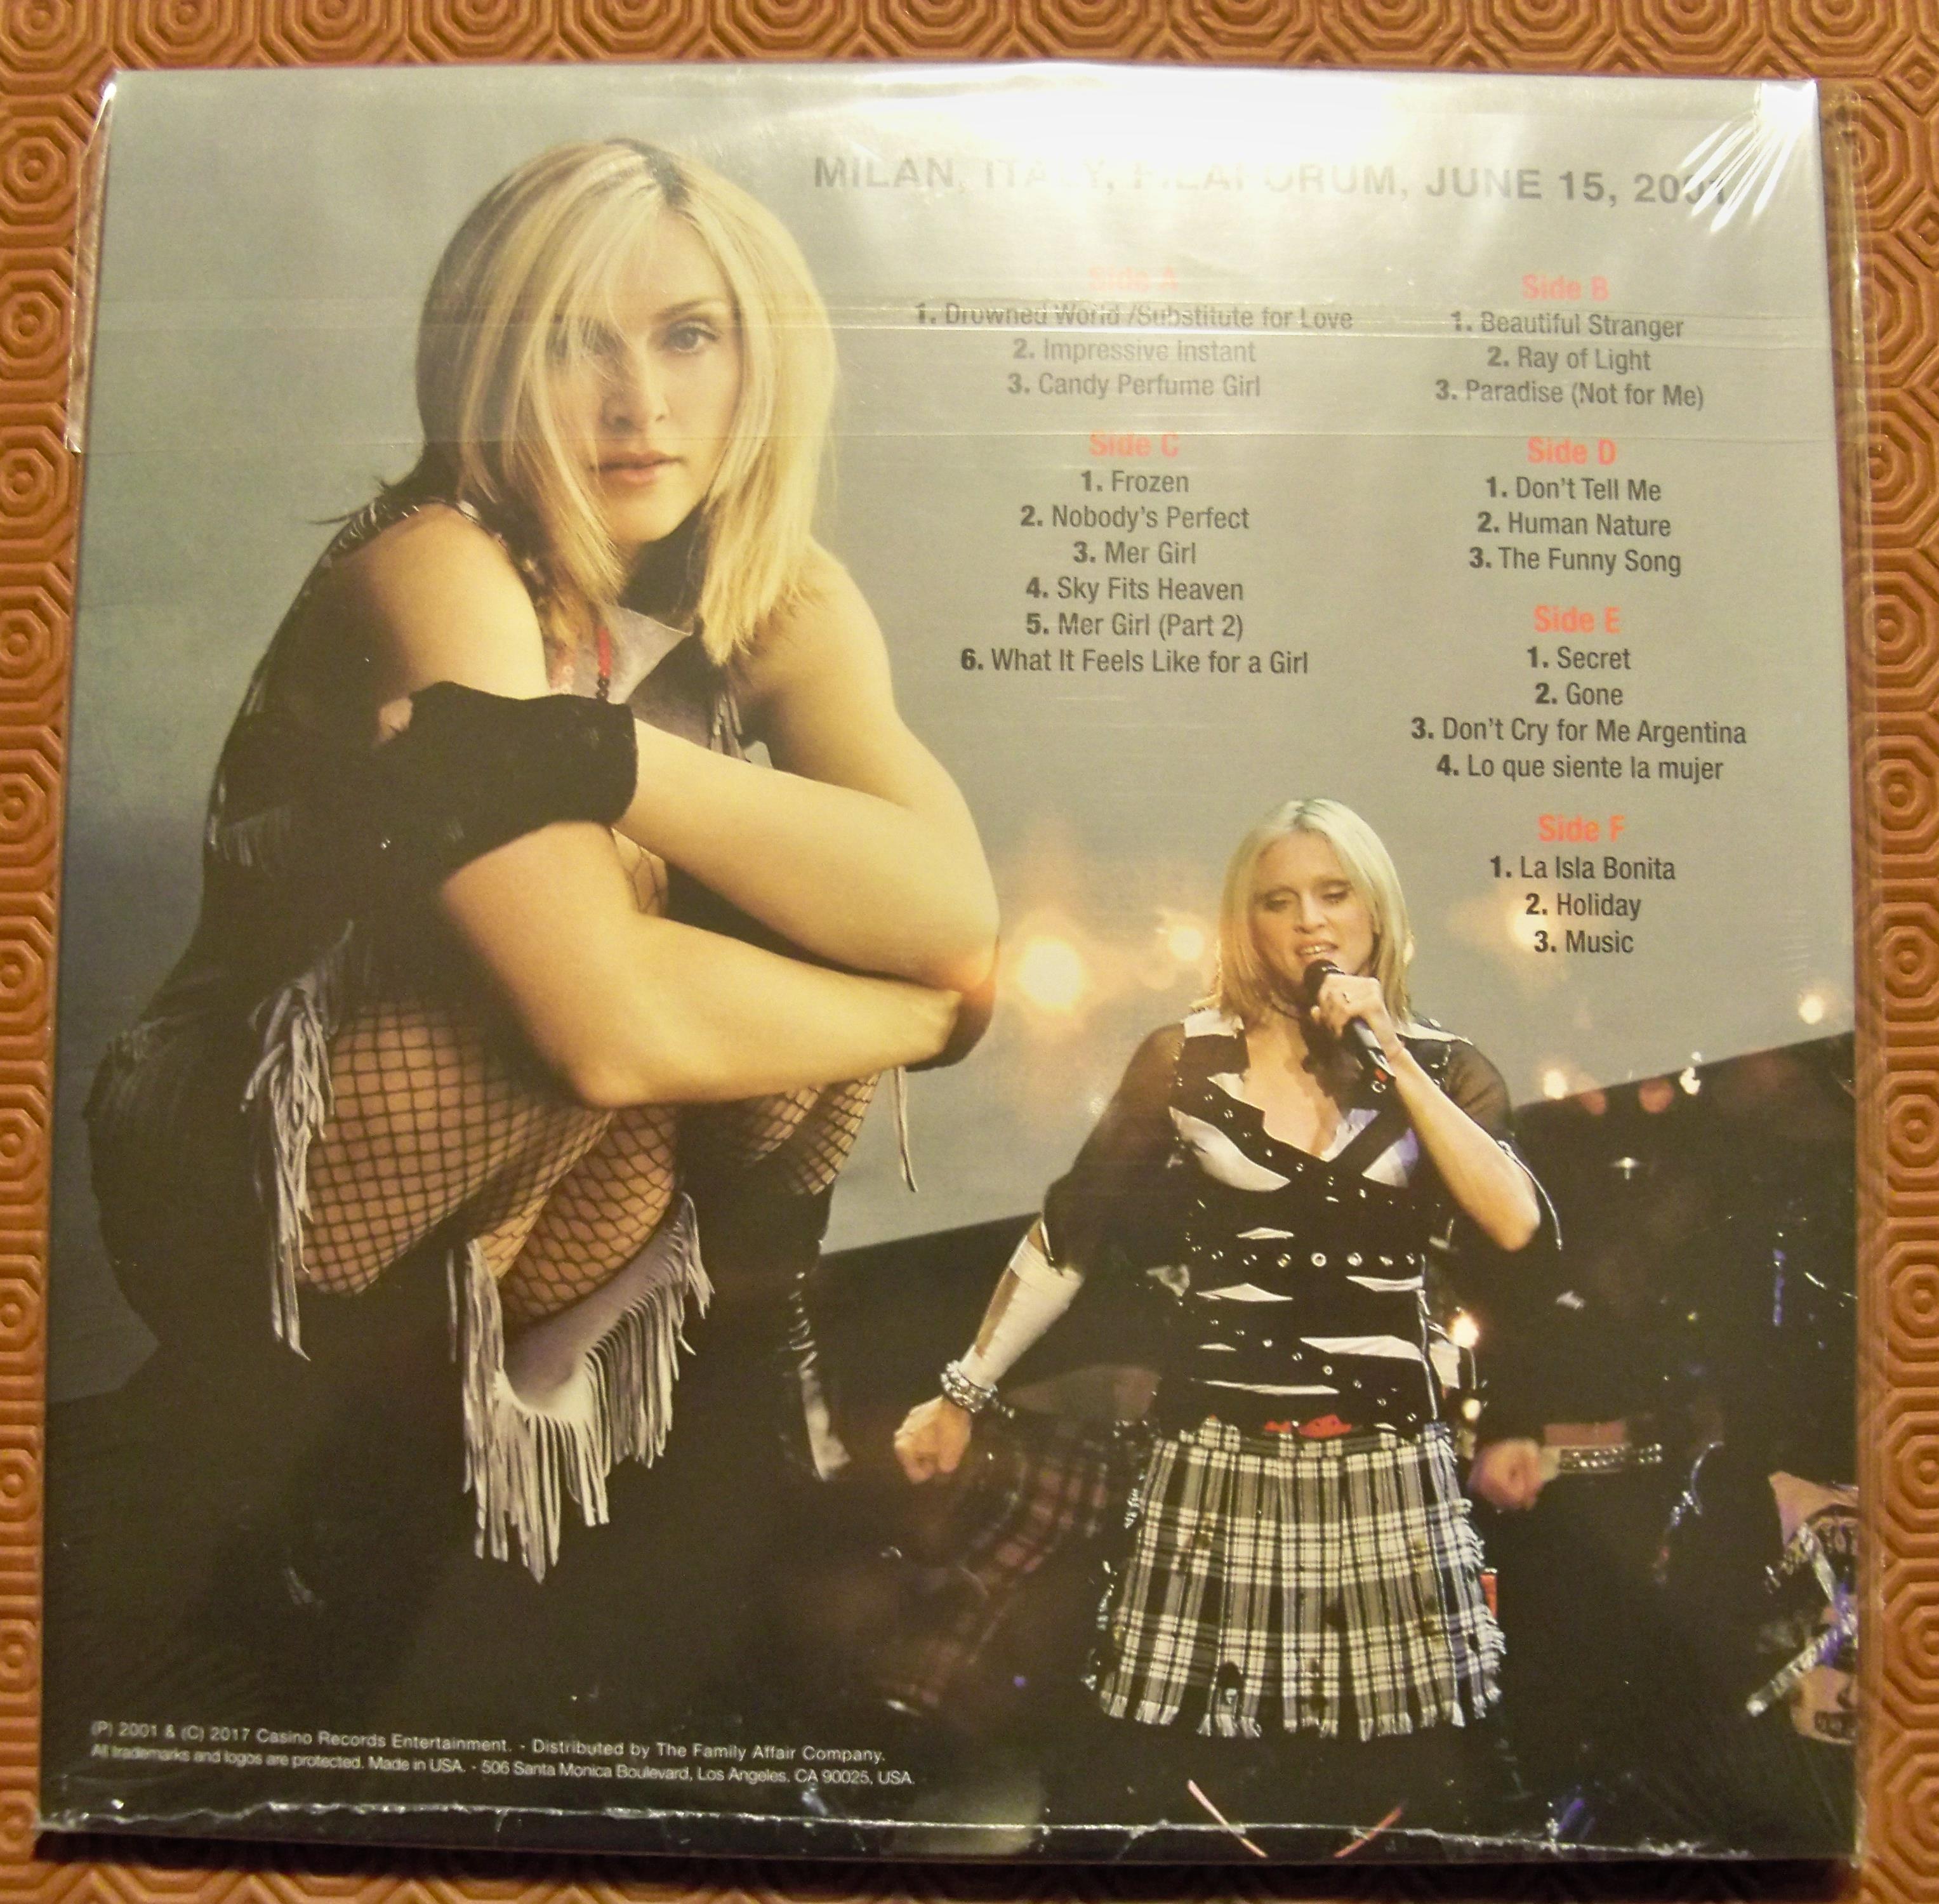 MILAN, ITALY, FILAFORUM, JUNE 15, 2001
Side A
1. Drowned World /Substitute for Love
2. Impressive Instant
3. Candy Perfume Girl
Side B
1. Beautiful Stranger
2. Ray of Light
3. Paradise (Not for Me)
Side C
1. Frozen
2. Nobody's Perfect
3. Mer Girl
4. Sky Fits Heaven
5. Mer Girl (Part 2)
6. What It Feels Like for a Girl
Side D
1. Don't Tell Me
2. Human Nature
3. The Funny Song
Side E
1. Secret
2. Gone
3. Don't Cry for Me Argentina
4. Lo que siente la mujer
Side F
1. La Isla Bonita
2. Holiday
3. Music
(P) 2001 & (C) 2017 Casino Records Entertainment. - Distributed by The Family Affair Company.
All trademarks and logos are protected. Made in USA. - 506 Santa Monica Boulevard, Los Angeles, CA 90025, USA.